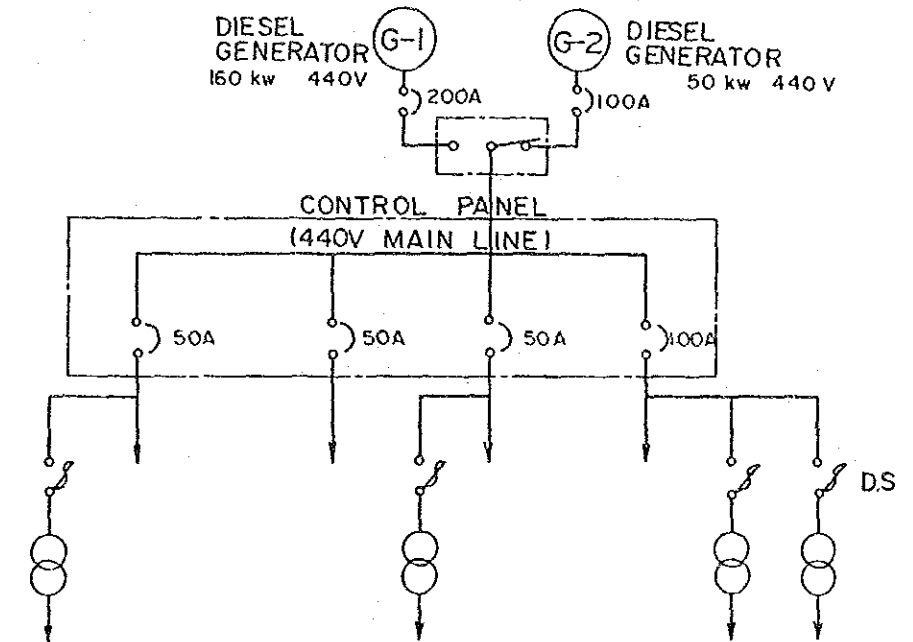 DIESEL
GENERATOR
160 kw 440V
G-1
G-2
DIESEL
GENERATOR
50 kw 440V
200A
100A
CONTROL PANEL
(440V MAIN LINE)
50A
50A
50A
100A
D.S